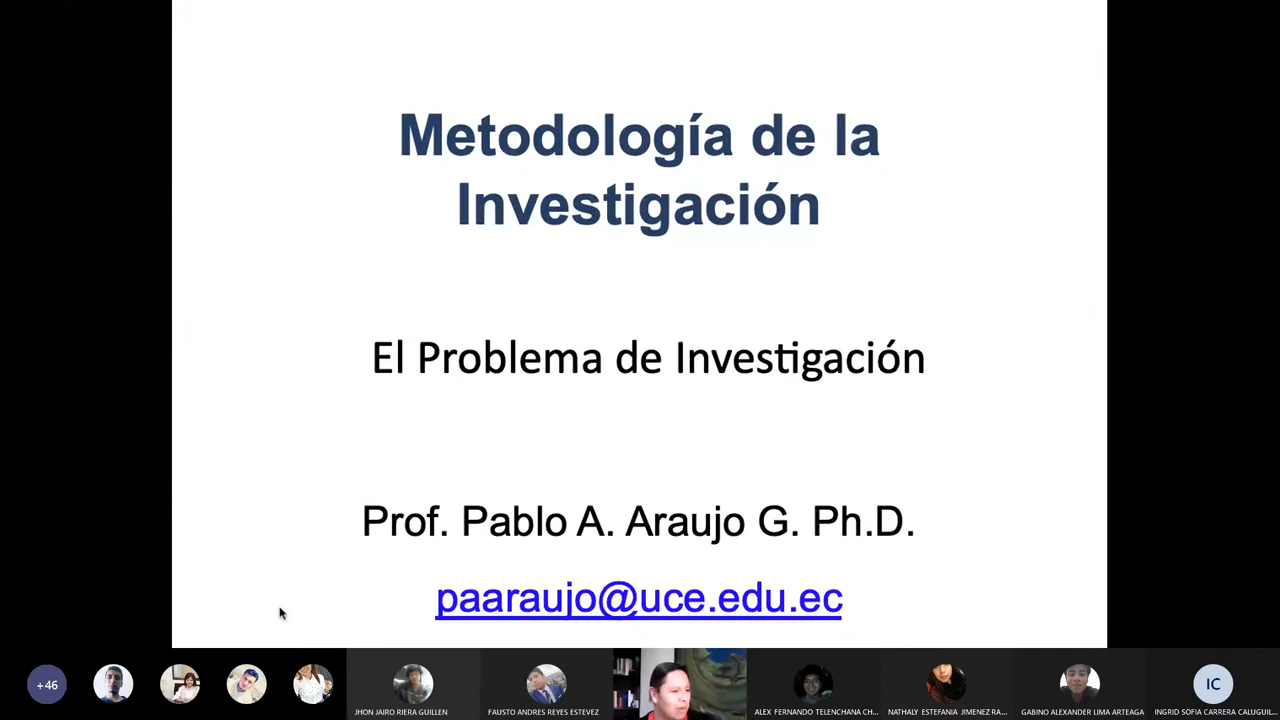 Metodología de la
Investigación
El Problema de Investigación
Prof. Pablo A. Araujo G. Ph.D.
paaraujo@uce.edu.ec
+46
JHON JAIRO RIERA GUILLEN
FAUSTO ANDRES REYES ESTEVEZ
ALEX FERNANDO TELENCHANA CH...
NATHALY ESTEFANIA JIMENEZ RA...
GABINO ALEXANDER LIMA ARTEAGA
IC
INGRID SOFIA CARRERA CALUGUIL...